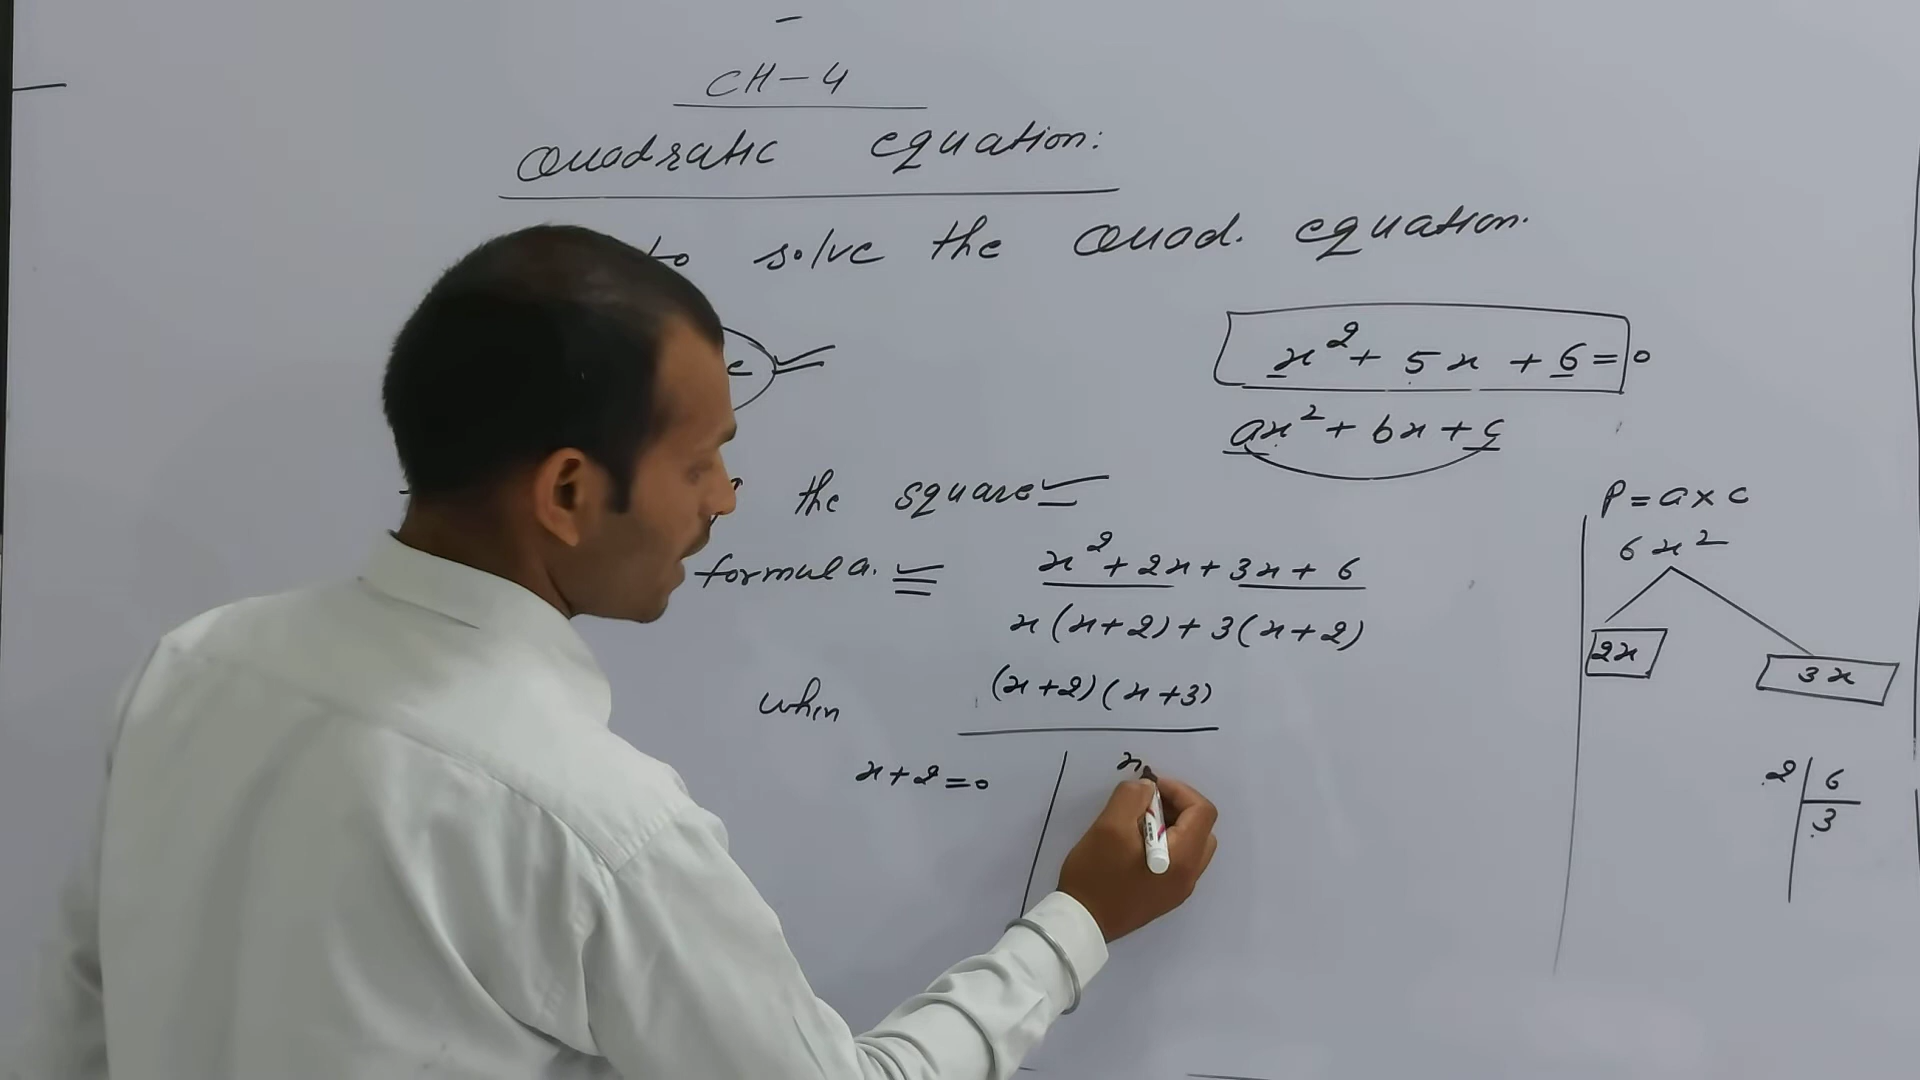 CH-4
Quadratic equation:
to solve the Quad. equation.
x² + 5x + 6 = 0
ax² + bx + c
the square
P = a x c
6x²
formula.
x² + 2x + 3x + 6
x(x+2) + 3(x+2)
2x
3x
when
(x+2)(x+3)
x+2=0
x
2 | 6
3